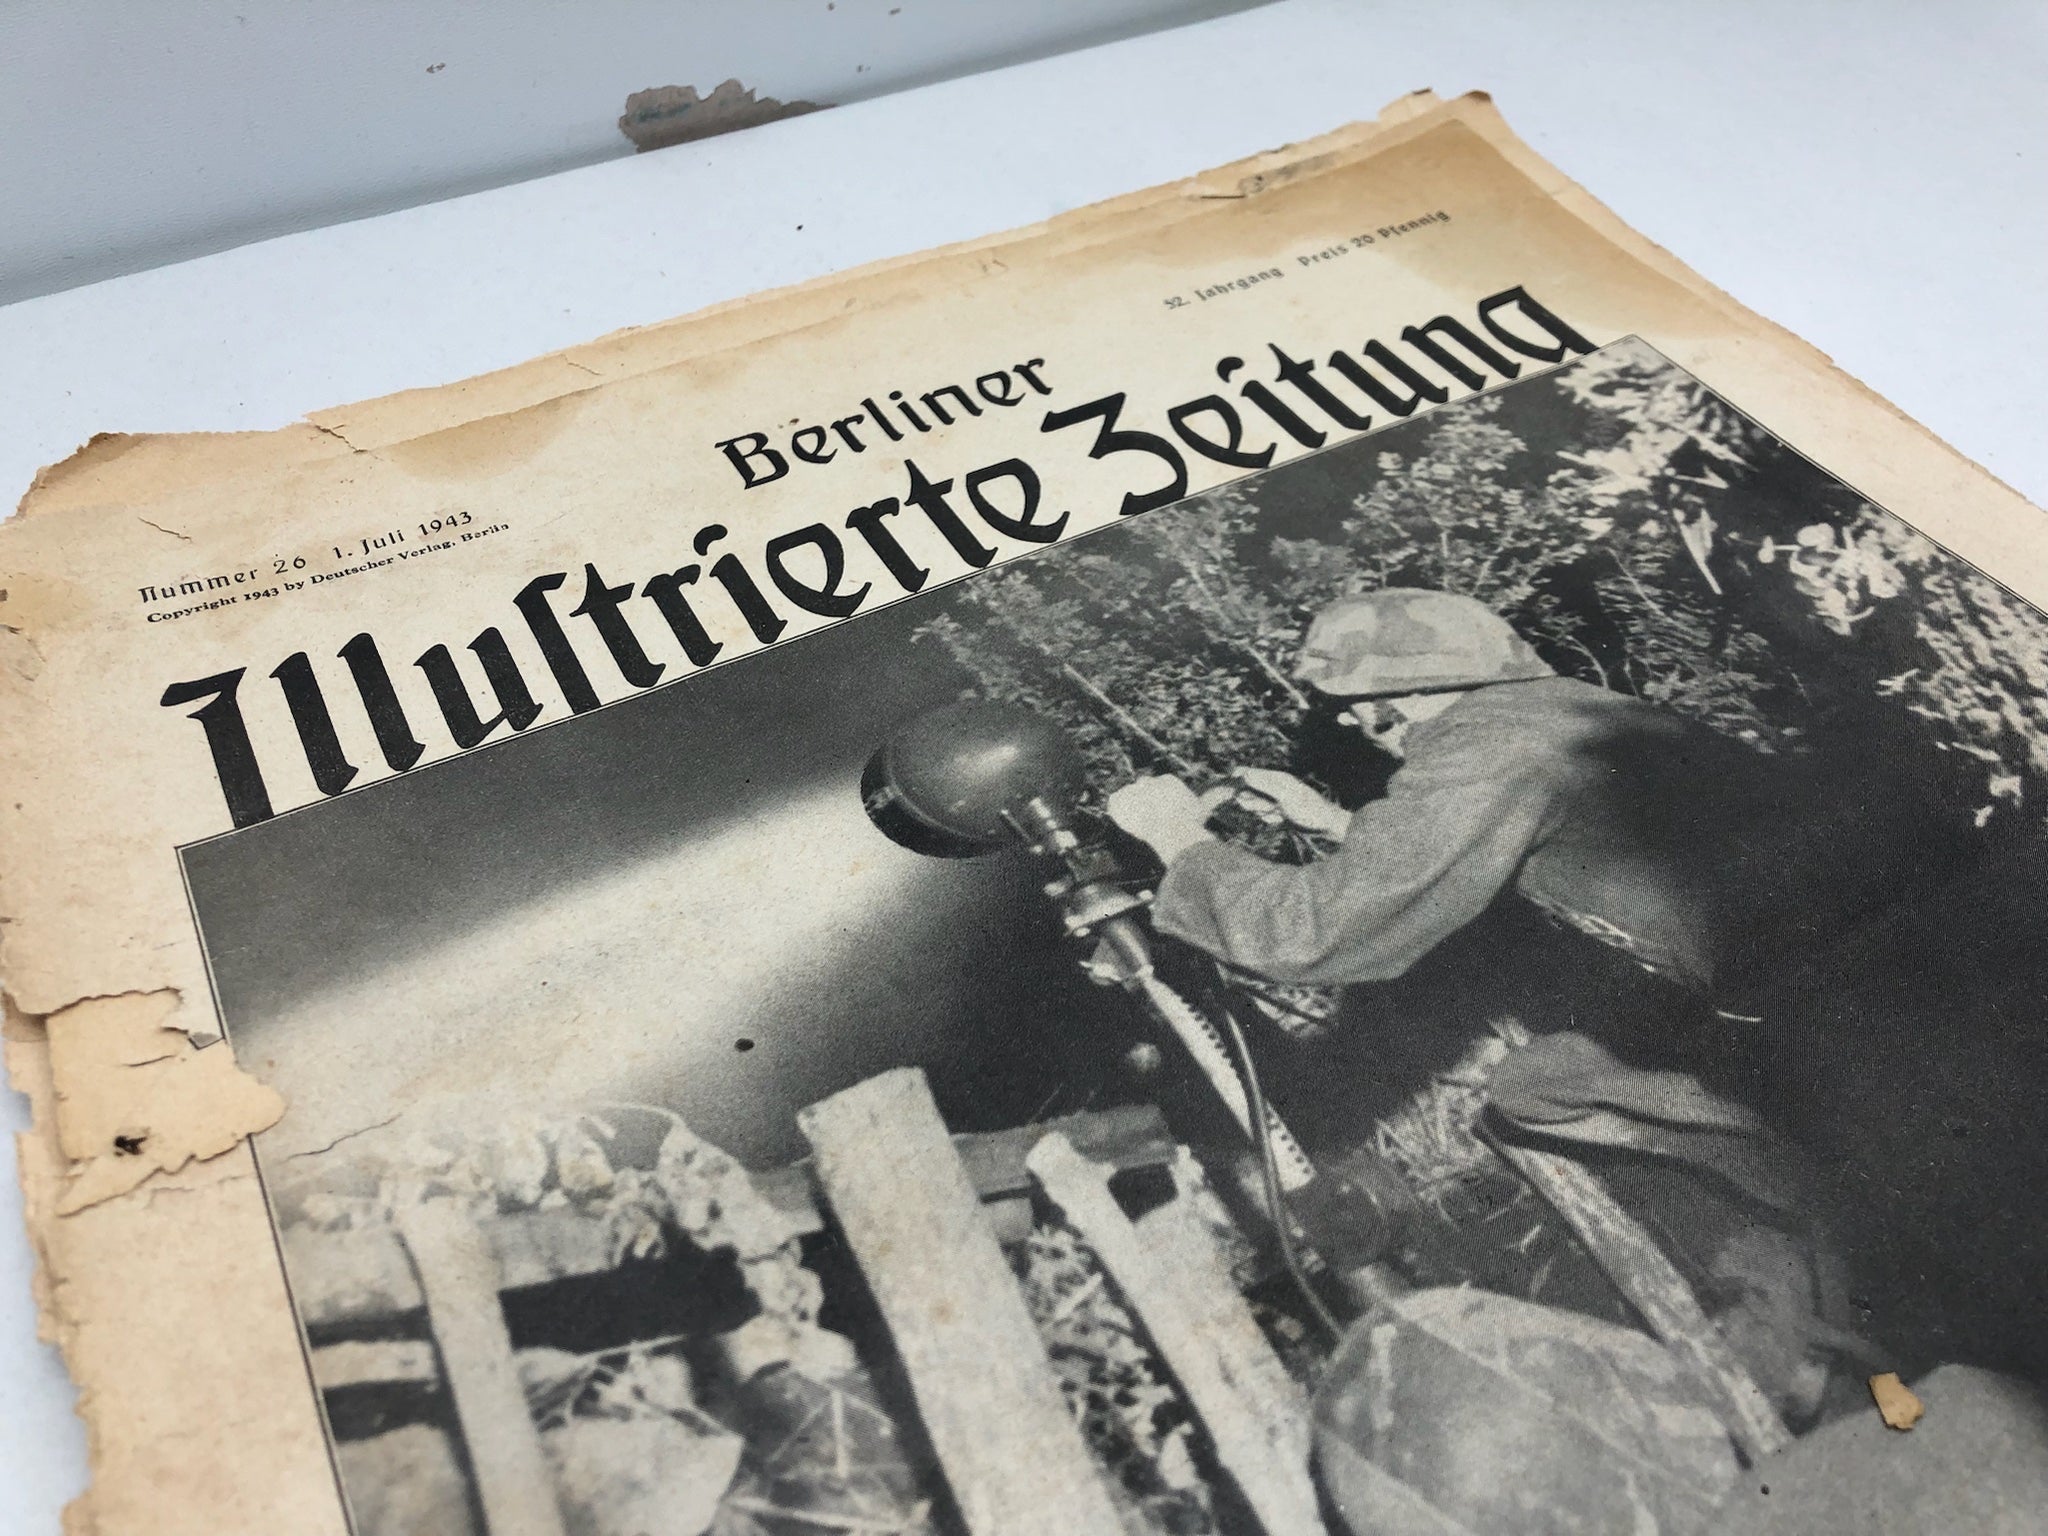 Nummer 26 1. Juli 1943
Copyright 1943 by Deutscher Verlag, Berlin
52. Jahrgang Preis 20 Pfennig
Berliner
Illuſtrierte Zeitung